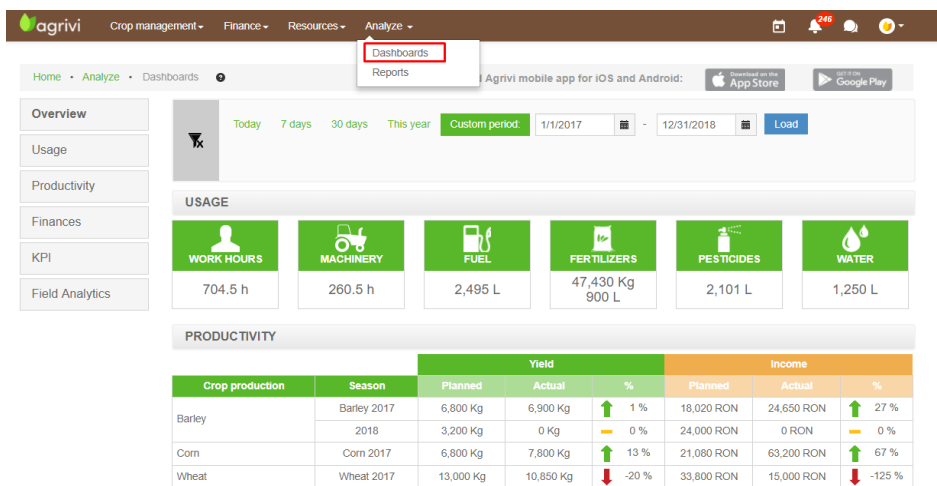 agrivi Crop management Finance Resources Analyze 246
Dashboards
Reports
Home • Analyze • Dashboards ? d Agrivi mobile app for iOS and Android: Download on the App Store GET IT ON Google Play
Overview
Usage
Productivity
Finances
KPI
Field Analytics
Today 7 days 30 days This year Custom period: 1/1/2017 - 12/31/2018 Load
USAGE
WORK HOURS MACHINERY FUEL FERTILIZERS PESTICIDES WATER
704.5 h 260.5 h 2,495 L 47,430 Kg 2,101 L 1,250 L
900 L
PRODUCTIVITY
Yield Income
Crop production Season Planned Actual % Planned Actual %
Barley Barley 2017 6,800 Kg 6,900 Kg 1 % 18,020 RON 24,650 RON 27 %
2018 3,200 Kg 0 Kg 0 % 24,000 RON 0 RON 0 %
Corn Corn 2017 6,800 Kg 7,800 Kg 13 % 21,080 RON 63,200 RON 67 %
Wheat Wheat 2017 13,000 Kg 10,850 Kg -20 % 33,800 RON 15,000 RON -125 %